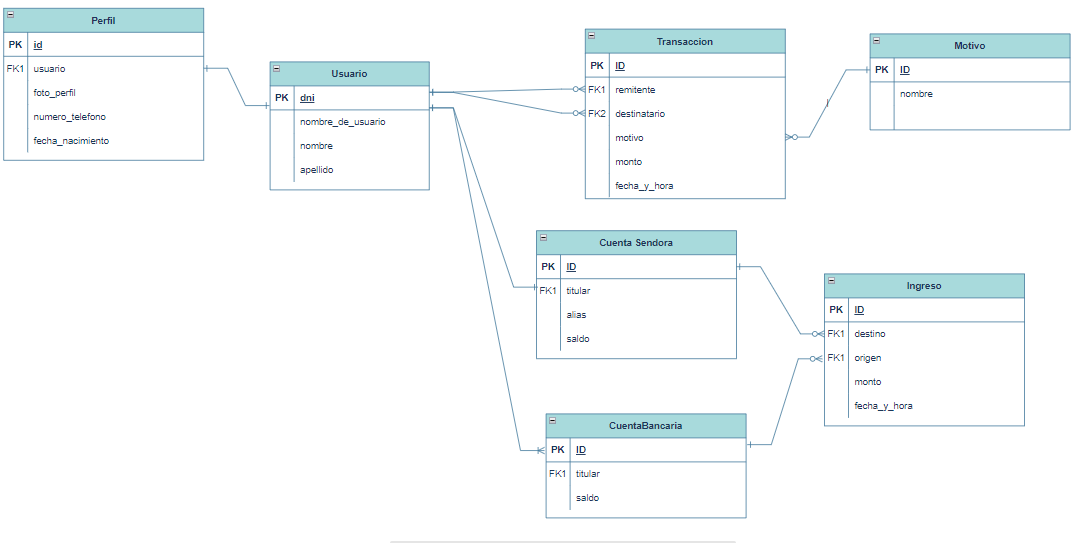 Perfil
PK id
FK1 usuario
foto_perfil
numero_telefono
fecha_nacimiento
Usuario
PK dni
nombre_de_usuario
nombre
apellido
Transaccion
PK ID
FK1 remitente
FK2 destinatario
motivo
monto
fecha_y_hora
Motivo
PK ID
nombre
Cuenta Sendora
PK ID
FK1 titular
alias
saldo
Ingreso
PK ID
FK1 destino
FK1 origen
monto
fecha_y_hora
CuentaBancaria
PK ID
FK1 titular
saldo